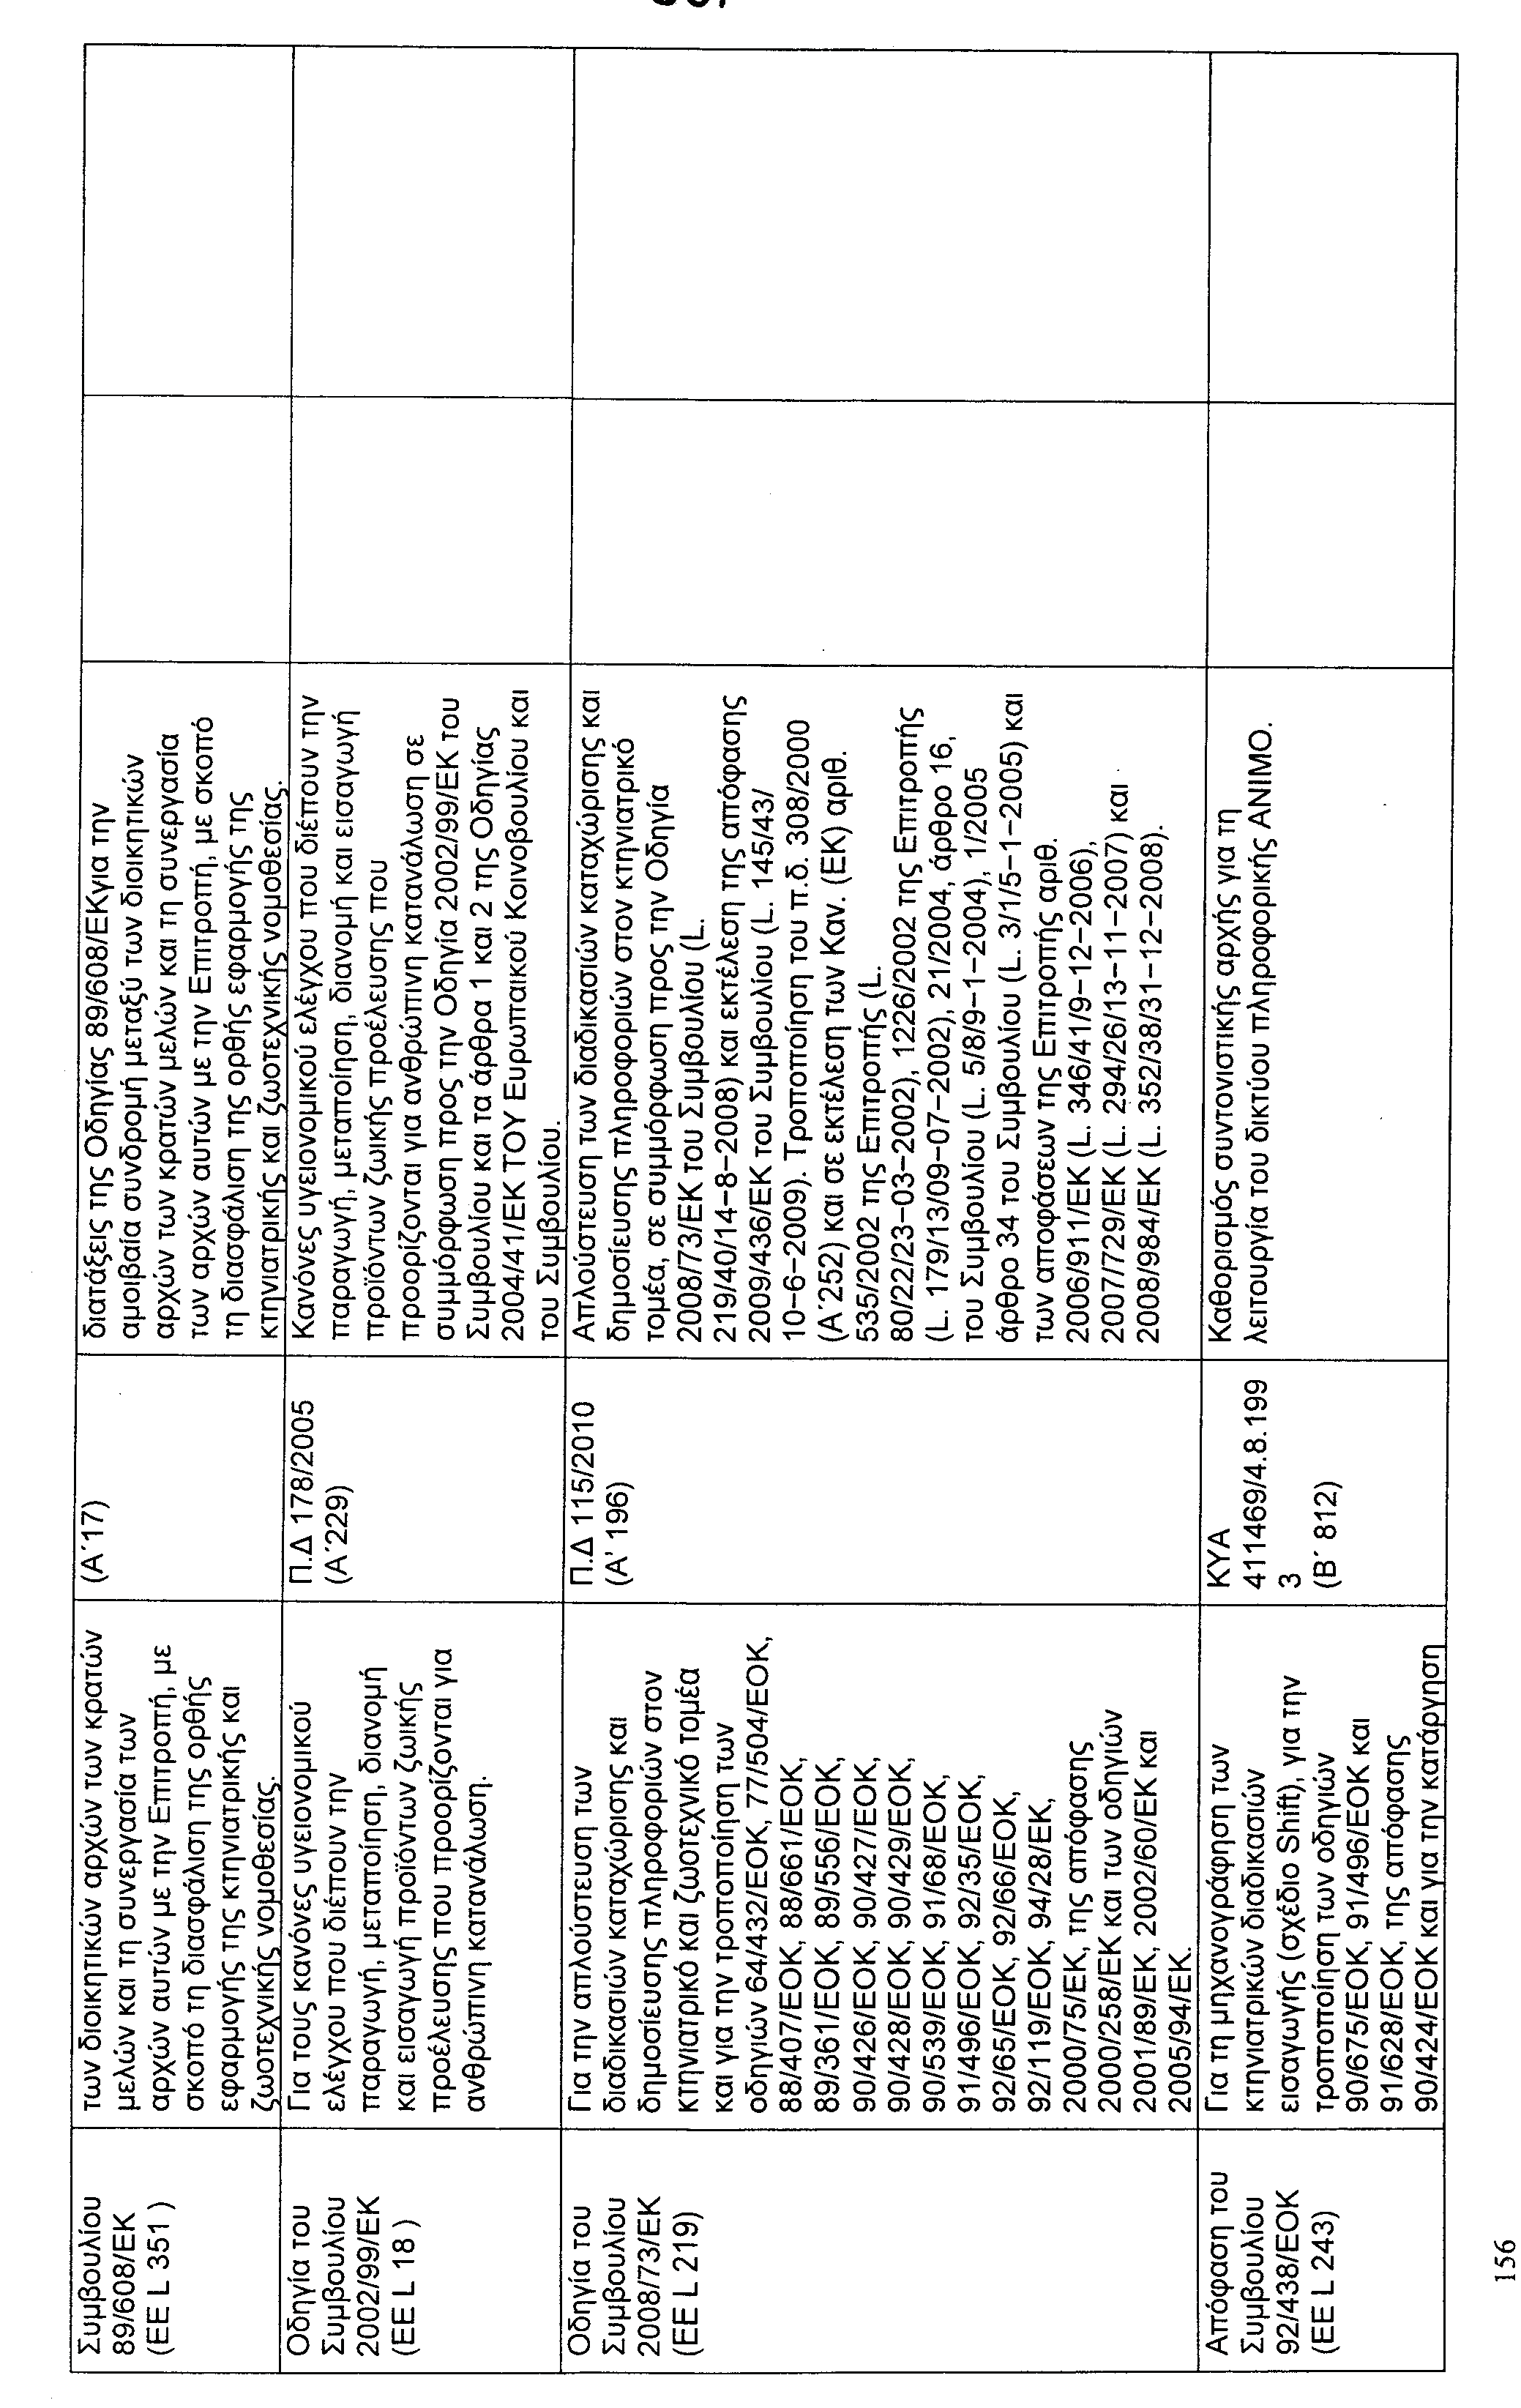 Συμβουλίου
89/608/ΕΚ
(ΕΕ L 351 )
των διοικητικών αρχών των κρατών
μελών και τη συνεργασία των
αρχών αυτών με την Επιτροπή, με
σκοπό τη διασφάλιση της ορθής
εφαρμογής της κτηνιατρικής και
ζωοτεχνικής νομοθεσίας.
(Α΄17)
διατάξεις της Οδηγίας 89/608/ΕΚγια την
αμοιβαία συνδρομή μεταξύ των διοικητικών
αρχών των κρατών μελών και τη συνεργασία
των αρχών αυτών με την Επιτροπή, με σκοπό
τη διασφάλιση της ορθής εφαρμογής της
κτηνιατρικής και ζωοτεχνικής νομοθεσίας.
Οδηγία του
Συμβουλίου
2002/99/ΕΚ
(ΕΕ L 18 )
Για τους κανόνες υγειονομικού
ελέγχου που διέπουν την
παραγωγή, μεταποίηση, διανομή
και εισαγωγή προϊόντων ζωικής
προέλευσης που προορίζονται για
ανθρώπινη κατανάλωση.
Π.Δ 178/2005
(Α΄229)
Κανόνες υγειονομικού ελέγχου που διέπουν την
παραγωγή, μεταποίηση, διανομή και εισαγωγή
προϊόντων ζωικής προέλευσης που
προορίζονται για ανθρώπινη κατανάλωση σε
συμμόρφωση προς την Οδηγία 2002/99/ΕΚ του
Συμβουλίου και τα άρθρα 1 και 2 της Οδηγίας
2004/41/ΕΚ ΤΟΥ Ευρωπαικού Κοινοβουλίου και
του Συμβουλίου.
Οδηγία του
Συμβουλίου
2008/73/ΕΚ
(ΕΕ L 219)
Για την απλούστευση των
διαδικασιών καταχώρισης και
δημοσίευσης πληροφοριών στον
κτηνιατρικό και ζωοτεχνικό τομέα
και για την τροποποίηση των
οδηγιών 64/432/ΕΟΚ, 77/504/ΕΟΚ,
88/407/ΕΟΚ, 88/661/ΕΟΚ,
89/361/ΕΟΚ, 89/556/ΕΟΚ,
90/426/ΕΟΚ, 90/427/ΕΟΚ,
90/428/ΕΟΚ, 90/429/ΕΟΚ,
90/539/ΕΟΚ, 91/68/ΕΟΚ,
91/496/ΕΟΚ, 92/35/ΕΟΚ,
92/65/ΕΟΚ, 92/66/ΕΟΚ,
92/119/ΕΟΚ, 94/28/ΕΚ,
2000/75/ΕΚ, της απόφασης
2000/258/ΕΚ και των οδηγιών
2001/89/ΕΚ, 2002/60/ΕΚ και
2005/94/ΕΚ.
Π.Δ 115/2010
(Α' 196)
Απλούστευση των διαδικασιών καταχώρισης και
δημοσίευσης πληροφοριών στον κτηνιατρικό
τομέα, σε συμμόρφωση προς την Οδηγία
2008/73/ΕΚ του Συμβουλίου (L.
219/40/14-8-2008) και εκτέλεση της απόφασης
2009/436/ΕΚ του Συμβουλίου (L. 145/43/
10-6-2009). Τροποποίηση του π.δ. 308/2000
(Α΄252) και σε εκτέλεση των Καν. (ΕΚ) αριθ.
535/2002 της Επιτροπής (L.
80/22/23-03-2002), 1226/2002 της Επιτροπής
(L. 179/13/09-07-2002), 21/2004, άρθρο 16,
του Συμβουλίου (L. 5/8/9-1-2004), 1/2005
άρθρο 34 του Συμβουλίου (L. 3/1/5-1-2005) και
των αποφάσεων της Επιτροπής αριθ.
2006/911/ΕΚ (L. 346/41/9-12-2006),
2007/729/ΕΚ (L. 294/26/13-11-2007) και
2008/984/ΕΚ (L. 352/38/31-12-2008).
Απόφαση του
Συμβουλίου
92/438/ΕΟΚ
(ΕΕ L 243)
Για τη μηχανογράφηση των
κτηνιατρικών διαδικασιών
εισαγωγής (σχέδιο Shift), για την
τροποποίηση των οδηγιών
90/675/ΕΟΚ, 91/496/ΕΟΚ και
91/628/ΕΟΚ, της απόφασης
90/424/ΕΟΚ και για την κατάργηση
ΚΥΑ
411469/4.8.199
3
(Β΄ 812)
Καθορισμός συντονιστικής αρχής για τη
λειτουργία του δικτύου πληροφορικής ANIMO.
156